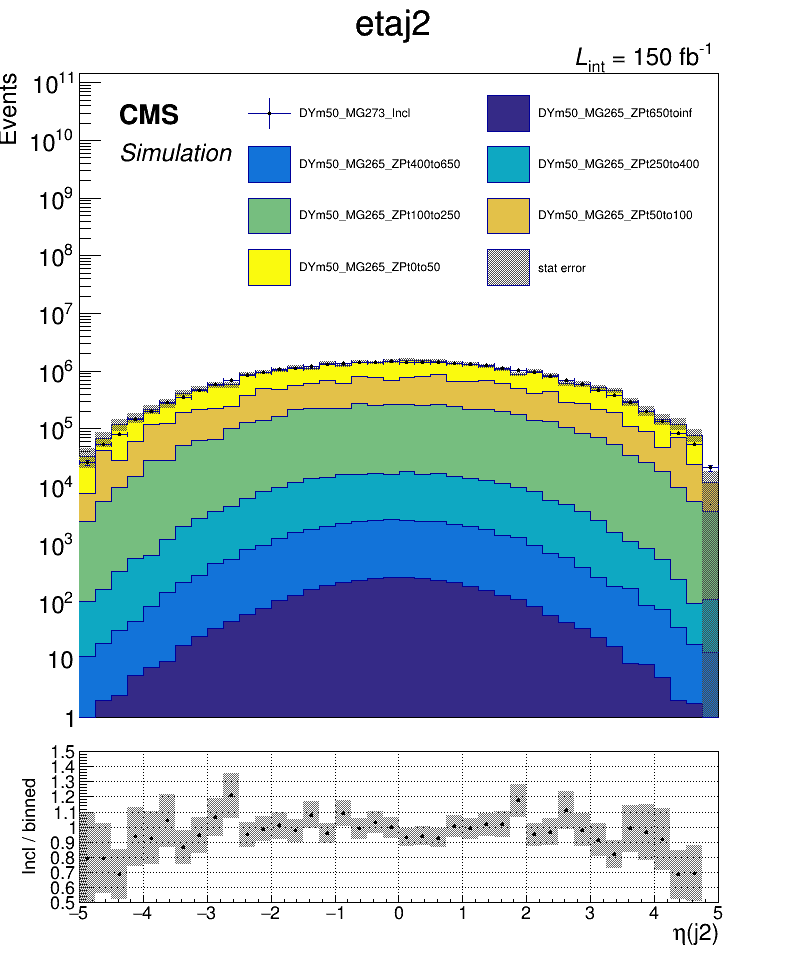 etaj2
L_int = 150 fb^-1
Events
10^11
10^10
10^9
10^8
10^7
10^6
10^5
10^4
10^3
10^2
10
1
CMS
Simulation
DYm50_MG273_Incl
DYm50_MG265_ZPt650toinf
DYm50_MG265_ZPt400to650
DYm50_MG265_ZPt250to400
DYm50_MG265_ZPt100to250
DYm50_MG265_ZPt50to100
DYm50_MG265_ZPt0to50
stat error
Incl / binned
1.5
1.4
1.3
1.2
1.1
1
0.9
0.8
0.7
0.6
0.5
−5 −4 −3 −2 −1 0 1 2 3 4 5
η(j2)